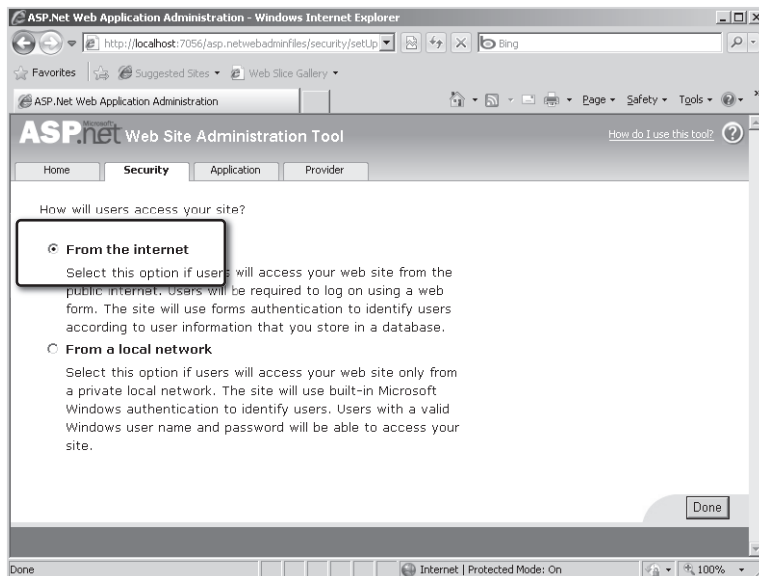 ASP.Net Web Application Administration - Windows Internet Explorer
http://localhost:7056/asp.netwebadminfiles/security/setUp
Bing
Favorites Suggested Sites Web Slice Gallery
ASP.Net Web Application Administration
Page Safety Tools
Microsoft
ASP.net Web Site Administration Tool
How do I use this tool? ?
Home Security Application Provider
How will users access your site?
From the internet
Select this option if users will access your web site from the
public internet. Users will be required to log on using a web
form. The site will use forms authentication to identify users
according to user information that you store in a database.
From a local network
Select this option if users will access your web site only from
a private local network. The site will use built-in Microsoft
Windows authentication to identify users. Users with a valid
Windows user name and password will be able to access your
site.
Done
Done Internet | Protected Mode: On 100%